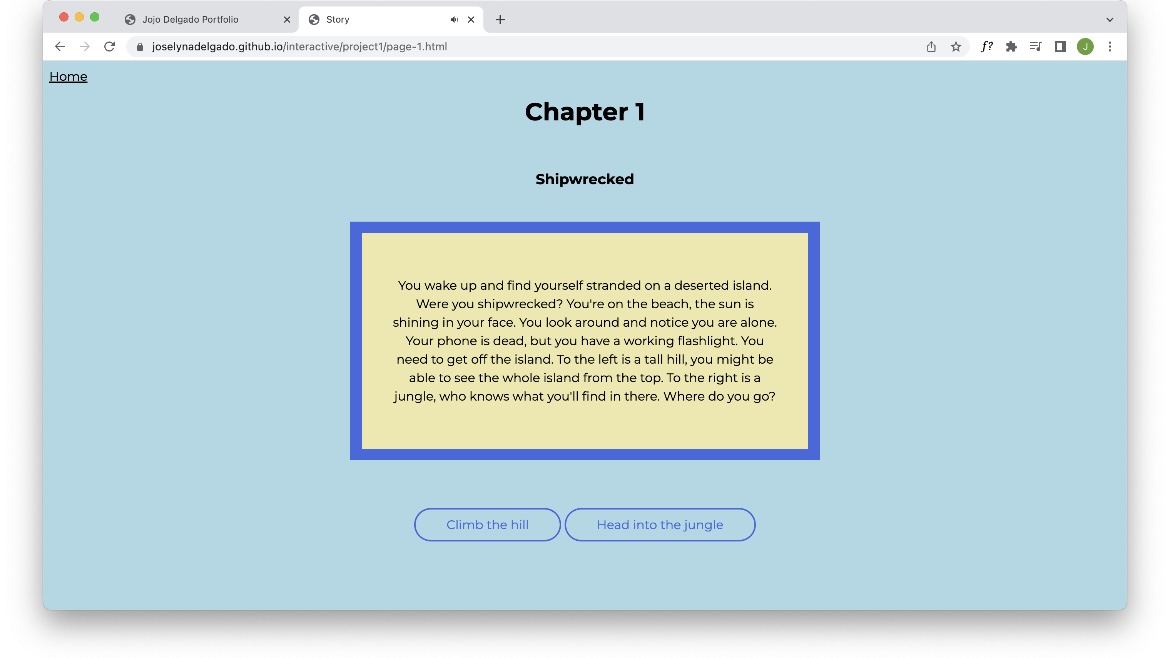 Jojo Delgado Portfolio
Story
joselynadelgado.github.io/interactive/project1/page-1.html
f?
J
Home
Chapter 1
Shipwrecked
You wake up and find yourself stranded on a deserted island.
Were you shipwrecked? You're on the beach, the sun is
shining in your face. You look around and notice you are alone.
Your phone is dead, but you have a working flashlight. You
need to get off the island. To the left is a tall hill, you might be
able to see the whole island from the top. To the right is a
jungle, who knows what you'll find in there. Where do you go?
Climb the hill
Head into the jungle